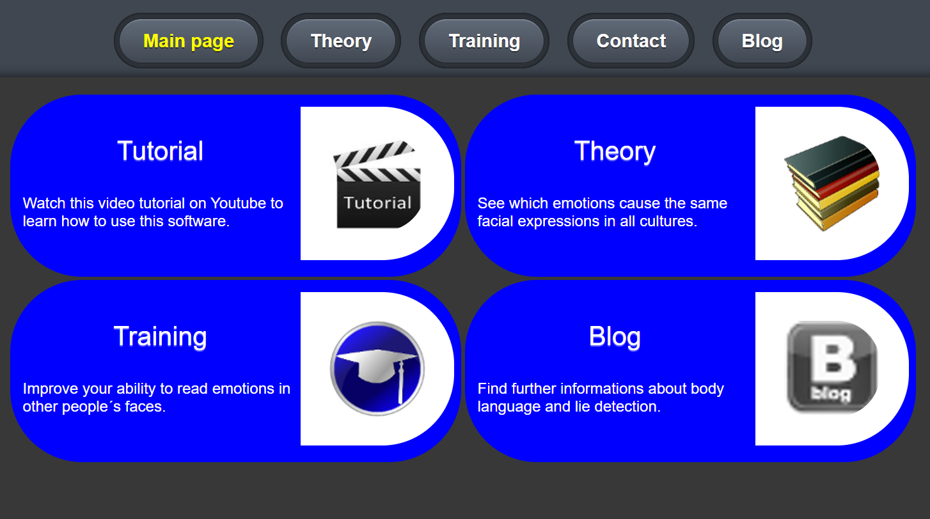 Main page
Theory
Training
Contact
Blog
Tutorial
Watch this video tutorial on Youtube to
learn how to use this software.
Tutorial
Theory
See which emotions cause the same
facial expressions in all cultures.
Training
Improve your ability to read emotions in
other people´s faces.
Blog
Find further informations about body
language and lie detection.
B
blog